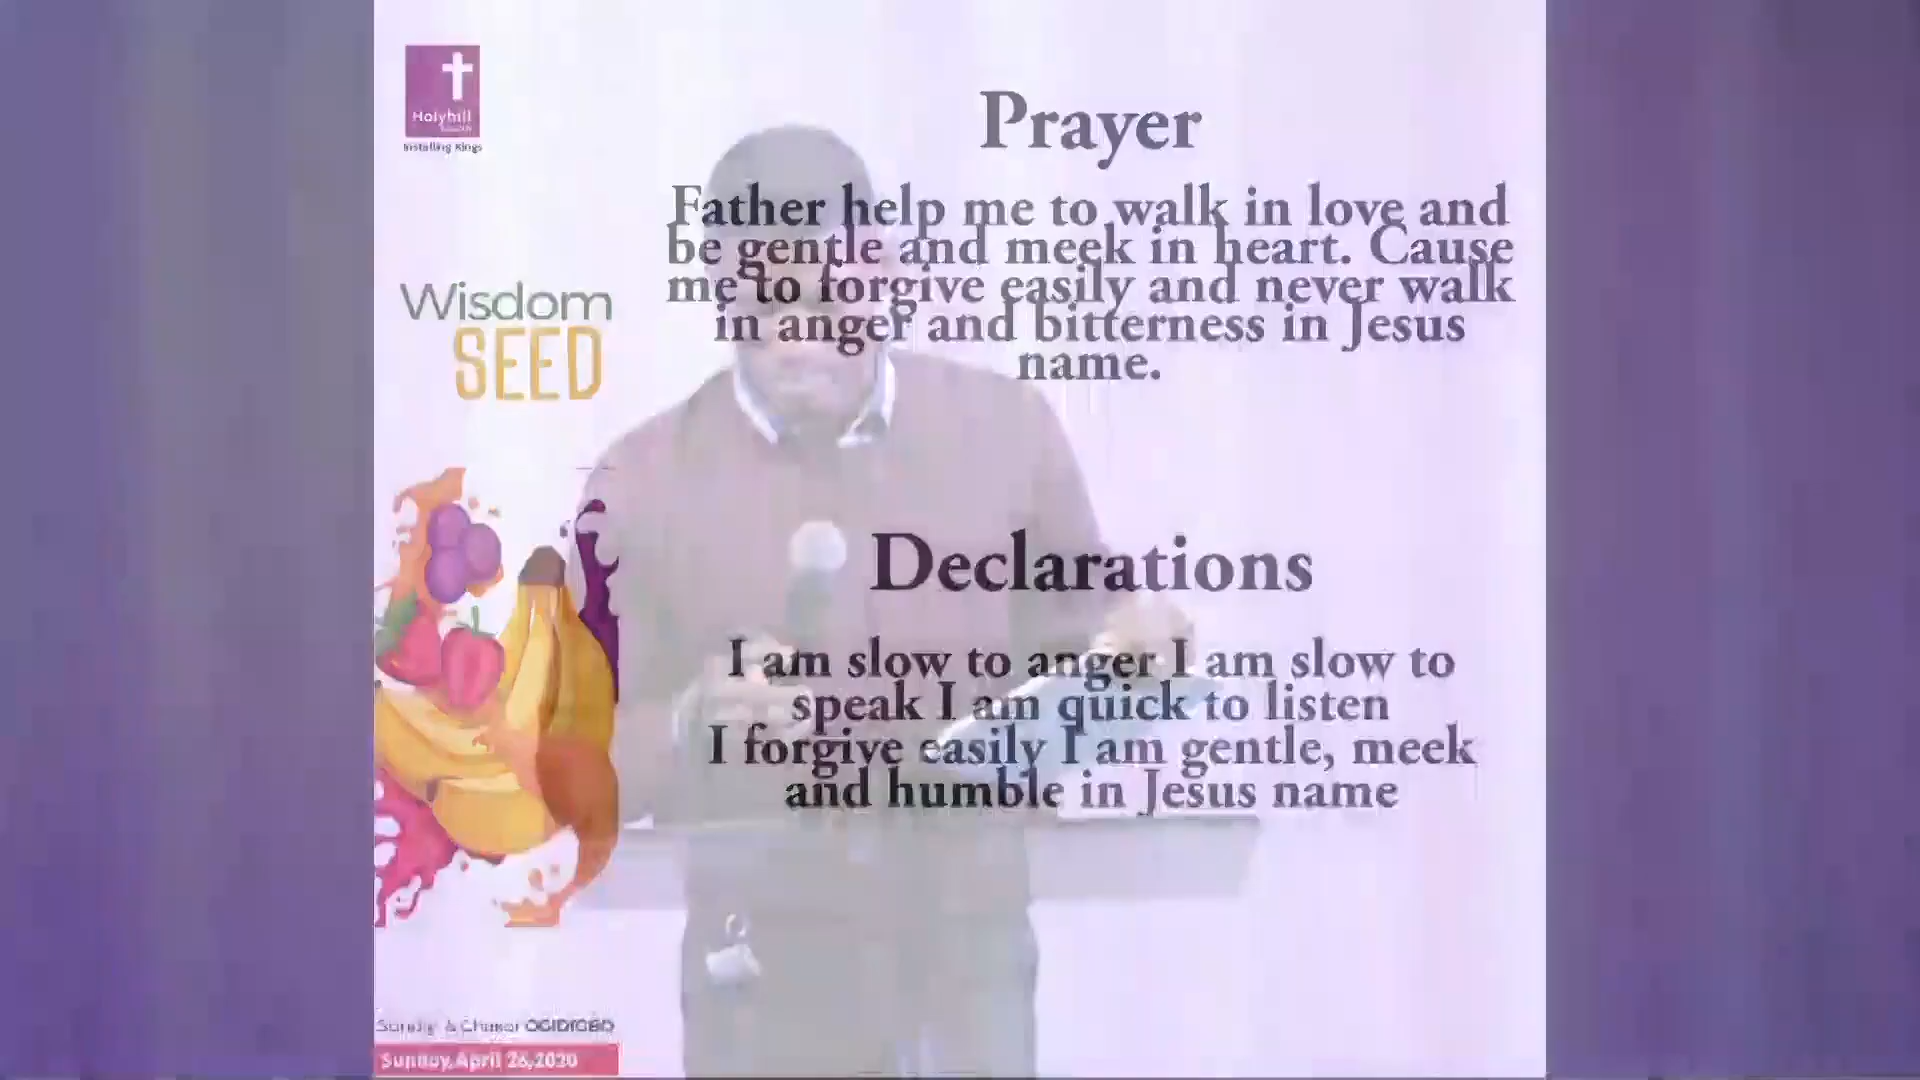 Holyhill
Installing Kings
Wisdom
SEED
Prayer
Father help me to walk in love and
be gentle and meek in heart. Cause
me to forgive easily and never walk
in anger and bitterness in Jesus
name.
Declarations
I am slow to anger I am slow to
speak I am quick to listen
I forgive easily I am gentle, meek
and humble in Jesus name
Sunday, April 26, 2020